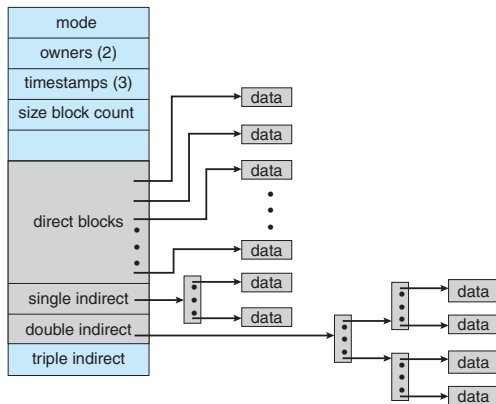 mode
owners (2)
timestamps (3)
size block count
direct blocks
single indirect
double indirect
triple indirect
data
data
data
data
data
data
data
data
data
data